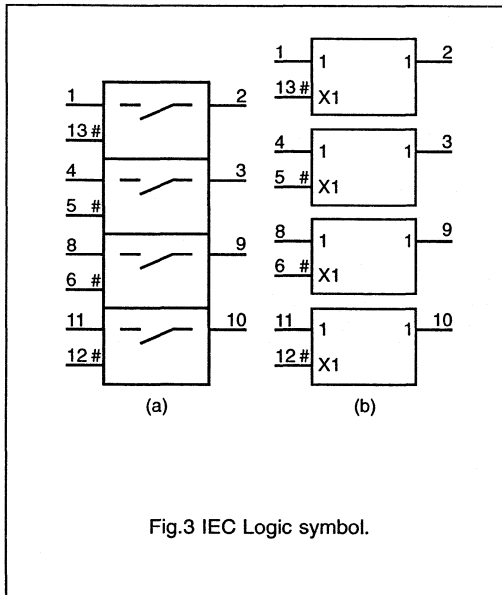 1 2
13 #
4 3
5 #
8 9
6 #
11 10
12 #
(a)
1 1 1 2
13 # X1
4 1 1 3
5 # X1
8 1 1 9
6 # X1
11 1 1 10
12 # X1
(b)
Fig.3 IEC Logic symbol.